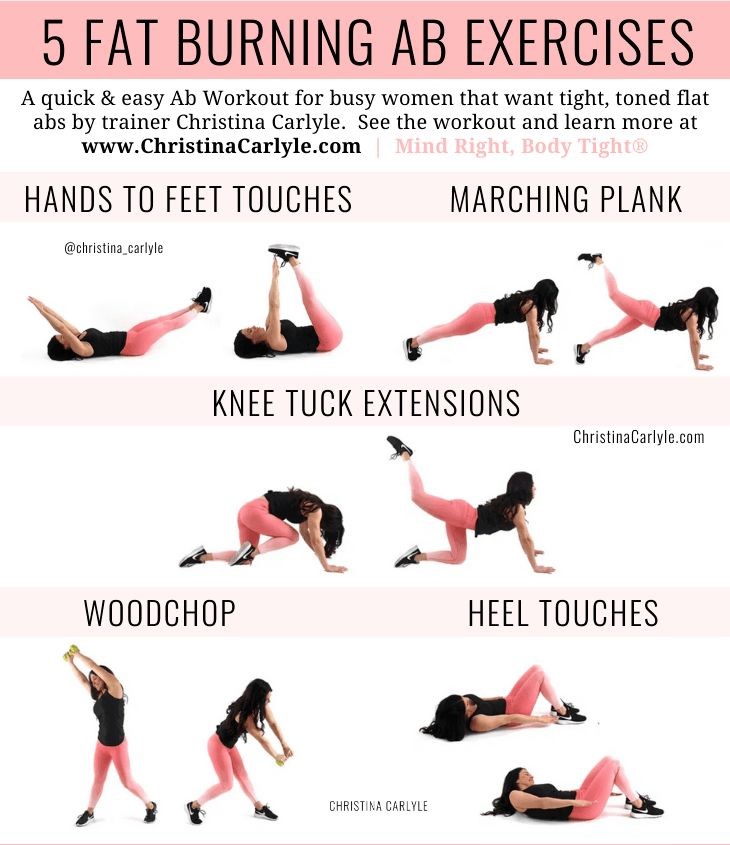 5 FAT BURNING AB EXERCISES
A quick & easy Ab Workout for busy women that want tight, toned flat
abs by trainer Christina Carlyle. See the workout and learn more at
www.ChristinaCarlyle.com | Mind Right, Body Tight®
HANDS TO FEET TOUCHES
MARCHING PLANK
@christina_carlyle
KNEE TUCK EXTENSIONS
ChristinaCarlyle.com
WOODCHOP
HEEL TOUCHES
CHRISTINA CARLYLE